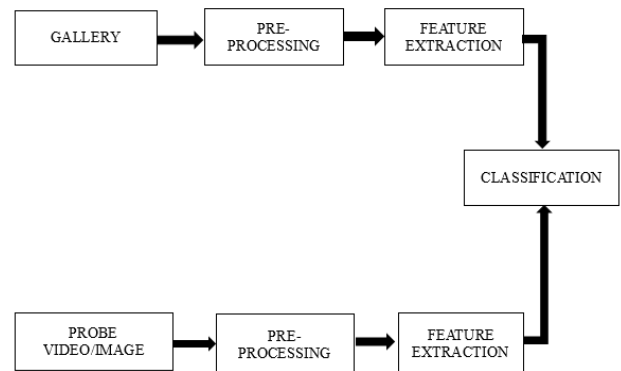 GALLERY
PRE-
PROCESSING
FEATURE
EXTRACTION
CLASSIFICATION
PROBE
VIDEO/IMAGE
PRE-
PROCESSING
FEATURE
EXTRACTION